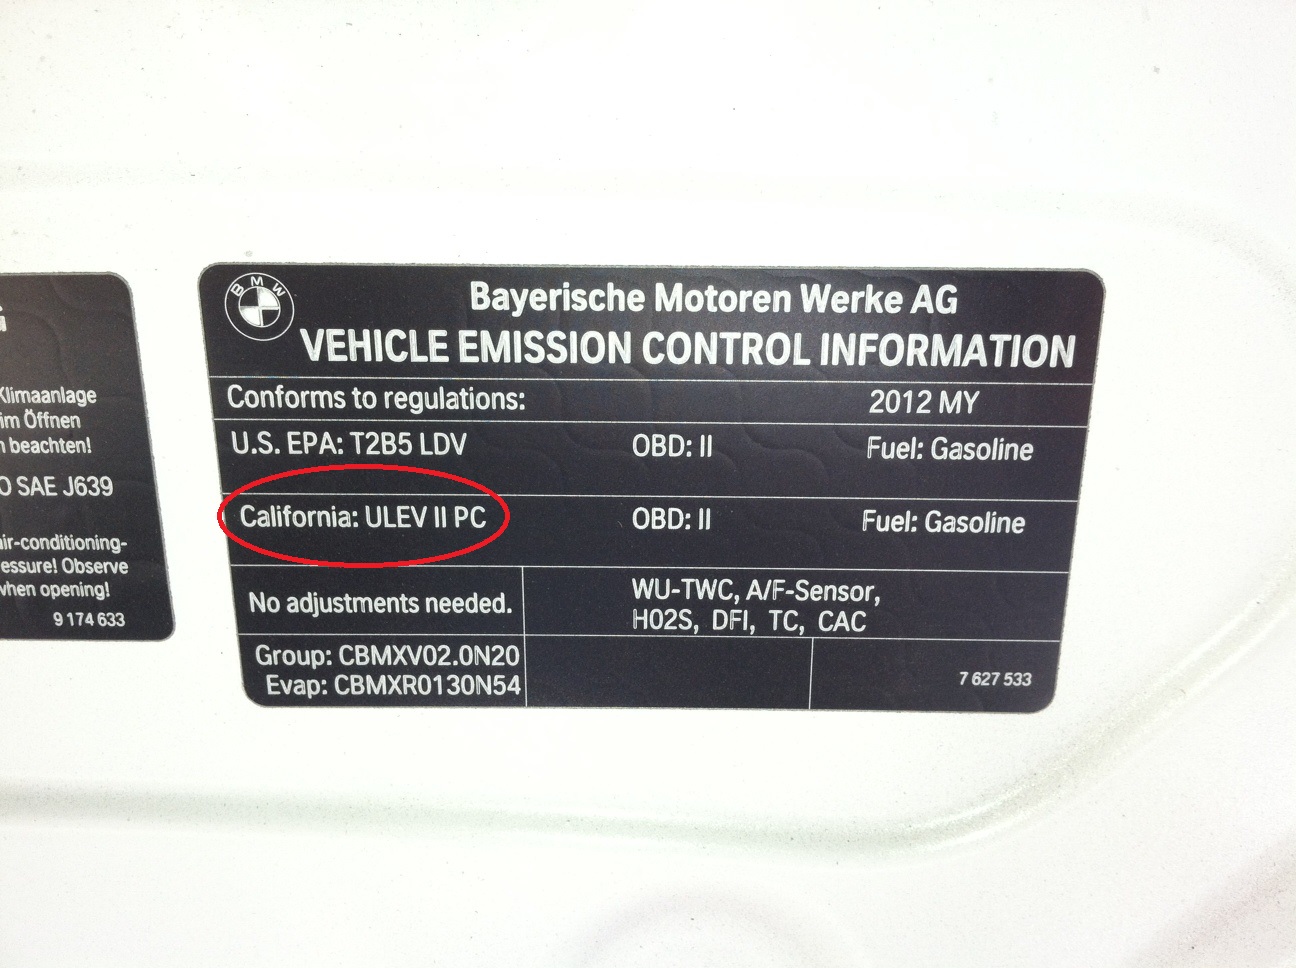 G
Klimaanlage
im Öffnen
beachten!
O SAE J639
air-conditioning-
essure! Observe
when opening!
9 174 633
BMW
Bayerische Motoren Werke AG
VEHICLE EMISSION CONTROL INFORMATION
Conforms to regulations: 2012 MY
U.S. EPA: T2B5 LDV OBD: II Fuel: Gasoline
California: ULEV II PC OBD: II Fuel: Gasoline
No adjustments needed.
WU-TWC, A/F-Sensor,
H02S, DFI, TC, CAC
Group: CBMXV02.0N20
Evap: CBMXR0130N54
7 627 533